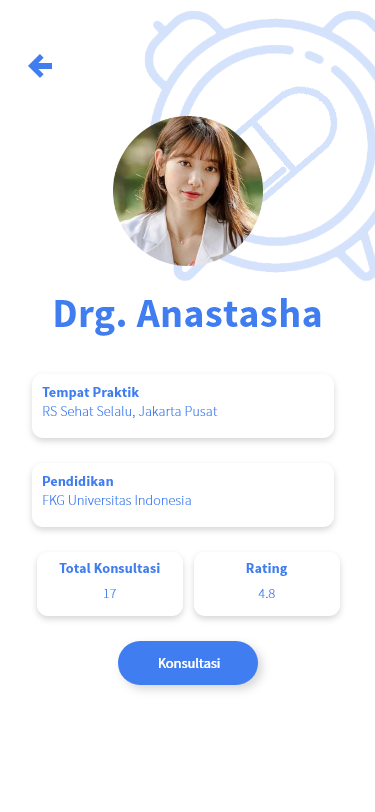 Drg. Anastasha
Tempat Praktik
RS Sehat Selalu, Jakarta Pusat
Pendidikan
FKG Universitas Indonesia
Total Konsultasi
17
Rating
4.8
Konsultasi